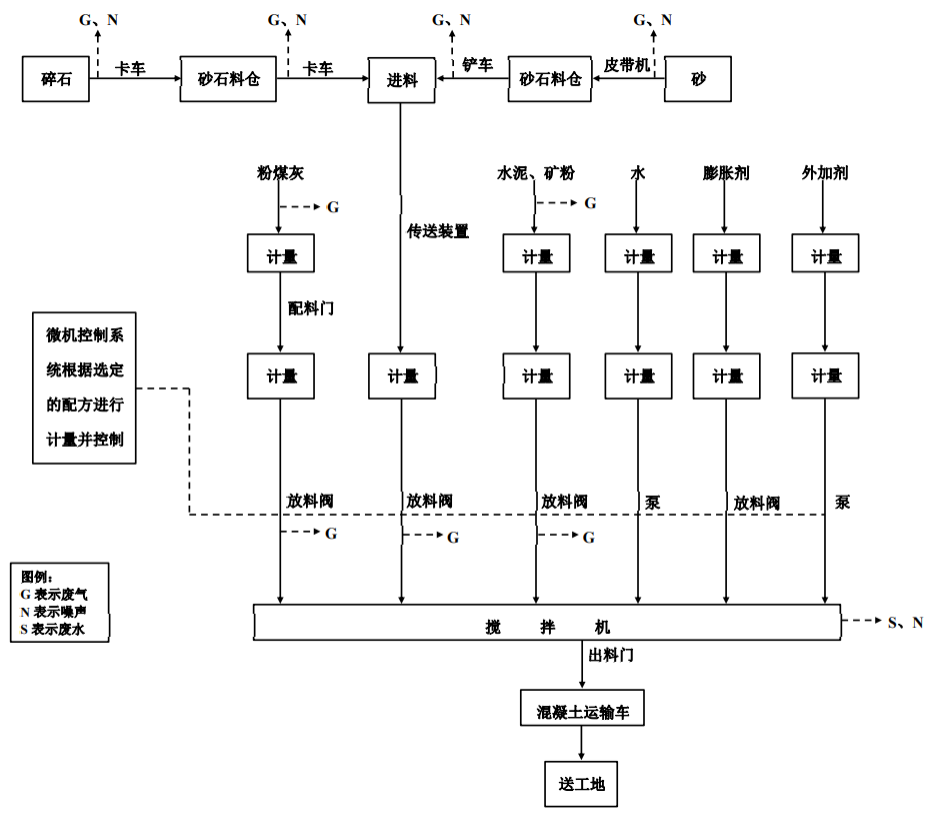 G、N
G、N
G、N
G、N
碎石
卡车
砂石料仓
卡车
进料
铲车
砂石料仓
皮带机
砂
粉煤灰
水泥、矿粉
水
膨胀剂
外加剂
G
G
传送装置
计量
计量
计量
计量
计量
配料门
微机控制系
统根据选定
的配方进行
计量并控制
计量
计量
计量
计量
计量
计量
放料阀
放料阀
放料阀
泵
放料阀
泵
G
G
G
图例：
G 表示废气
N 表示噪声
S 表示废水
搅 拌 机
S、N
出料门
混凝土运输车
送工地